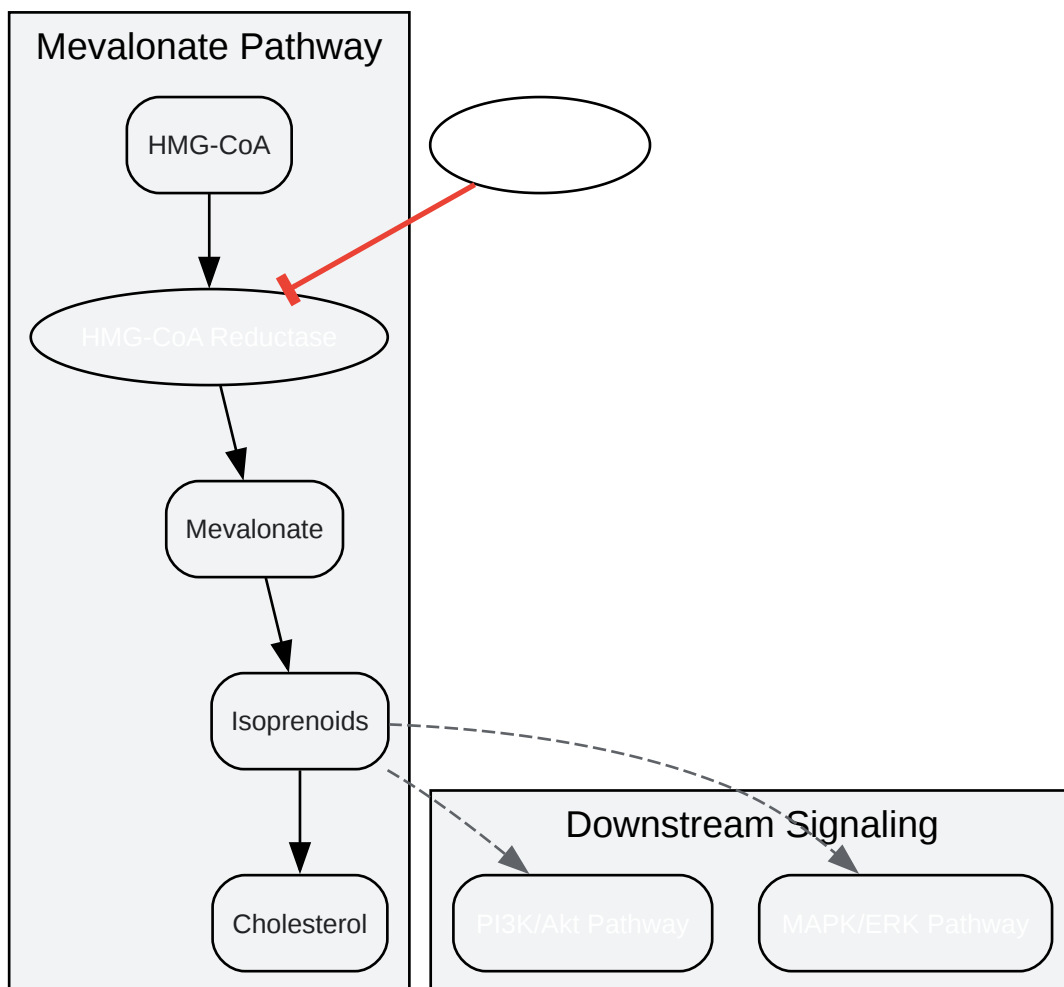 Mevalonate Pathway
HMG-CoA
HMG-CoA Reductase
Mevalonate
Isoprenoids
Downstream Signaling
Cholesterol
PI3K/Akt Pathway
MAPK/ERK Pathway